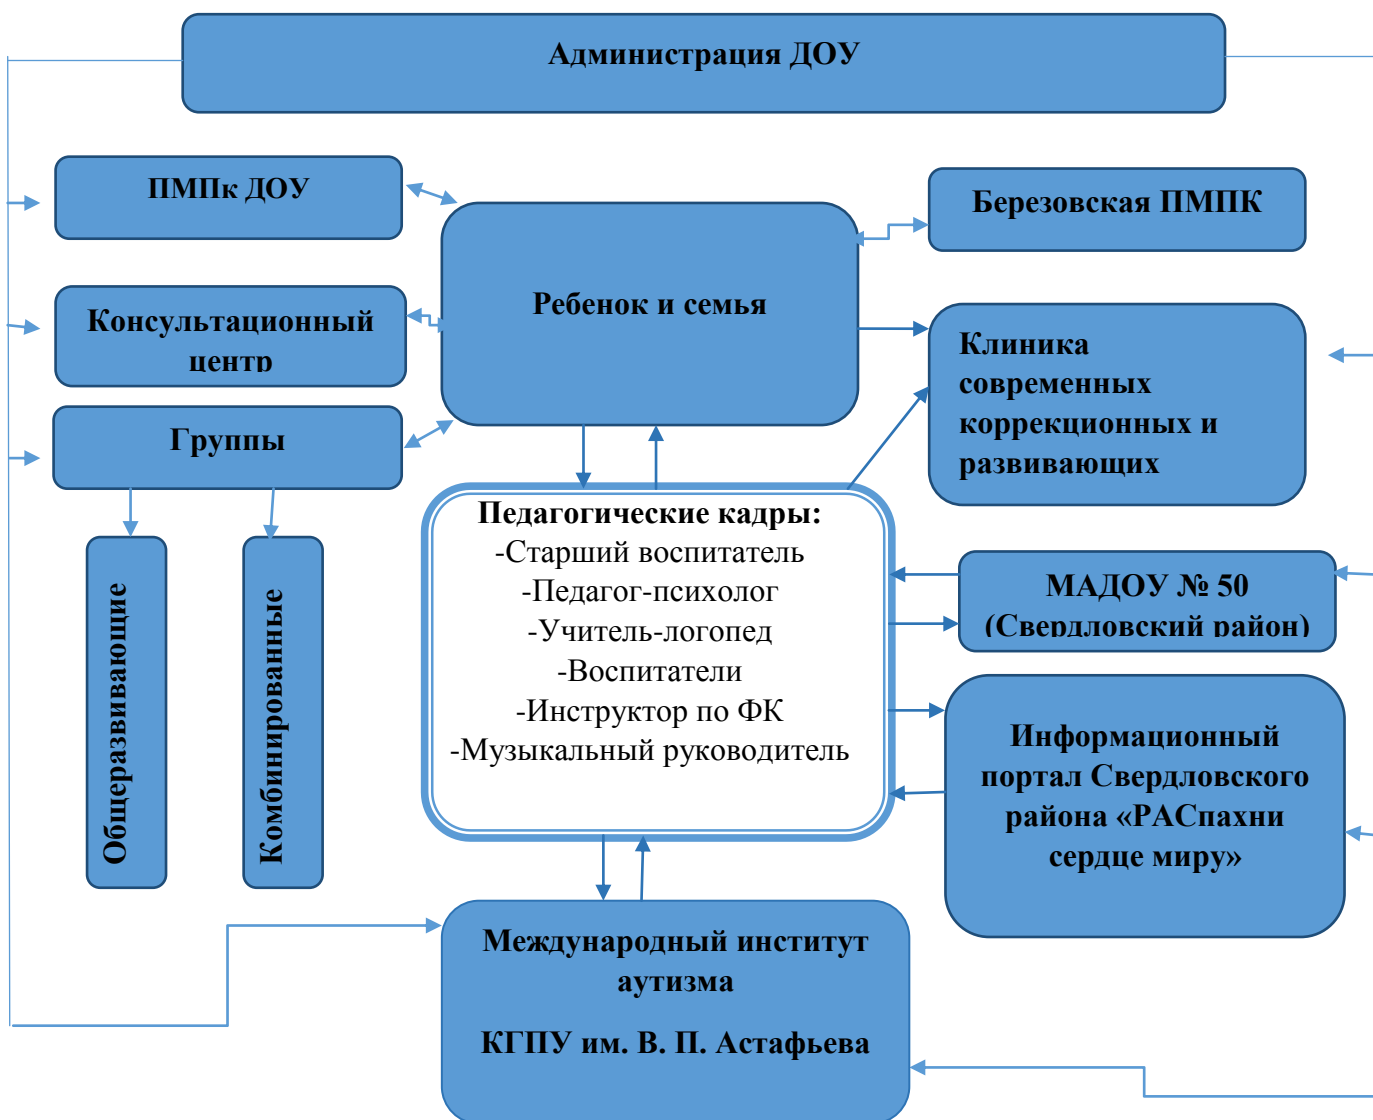 Администрация ДОУ
ПМПк ДОУ
Березовская ПМПК
Ребенок и семья
Консультационный
центр
Клиника
современных
коррекционных и
развивающих
Группы
Общеразвивающие
Комбинированные
Педагогические кадры:
-Старший воспитатель
-Педагог-психолог
-Учитель-логопед
-Воспитатели
-Инструктор по ФК
-Музыкальный руководитель
МАДОУ № 50
(Свердловский район)
Информационный
портал Свердловского
района «РАСпахни
сердце миру»
Международный институт
аутизма
КГПУ им. В. П. Астафьева